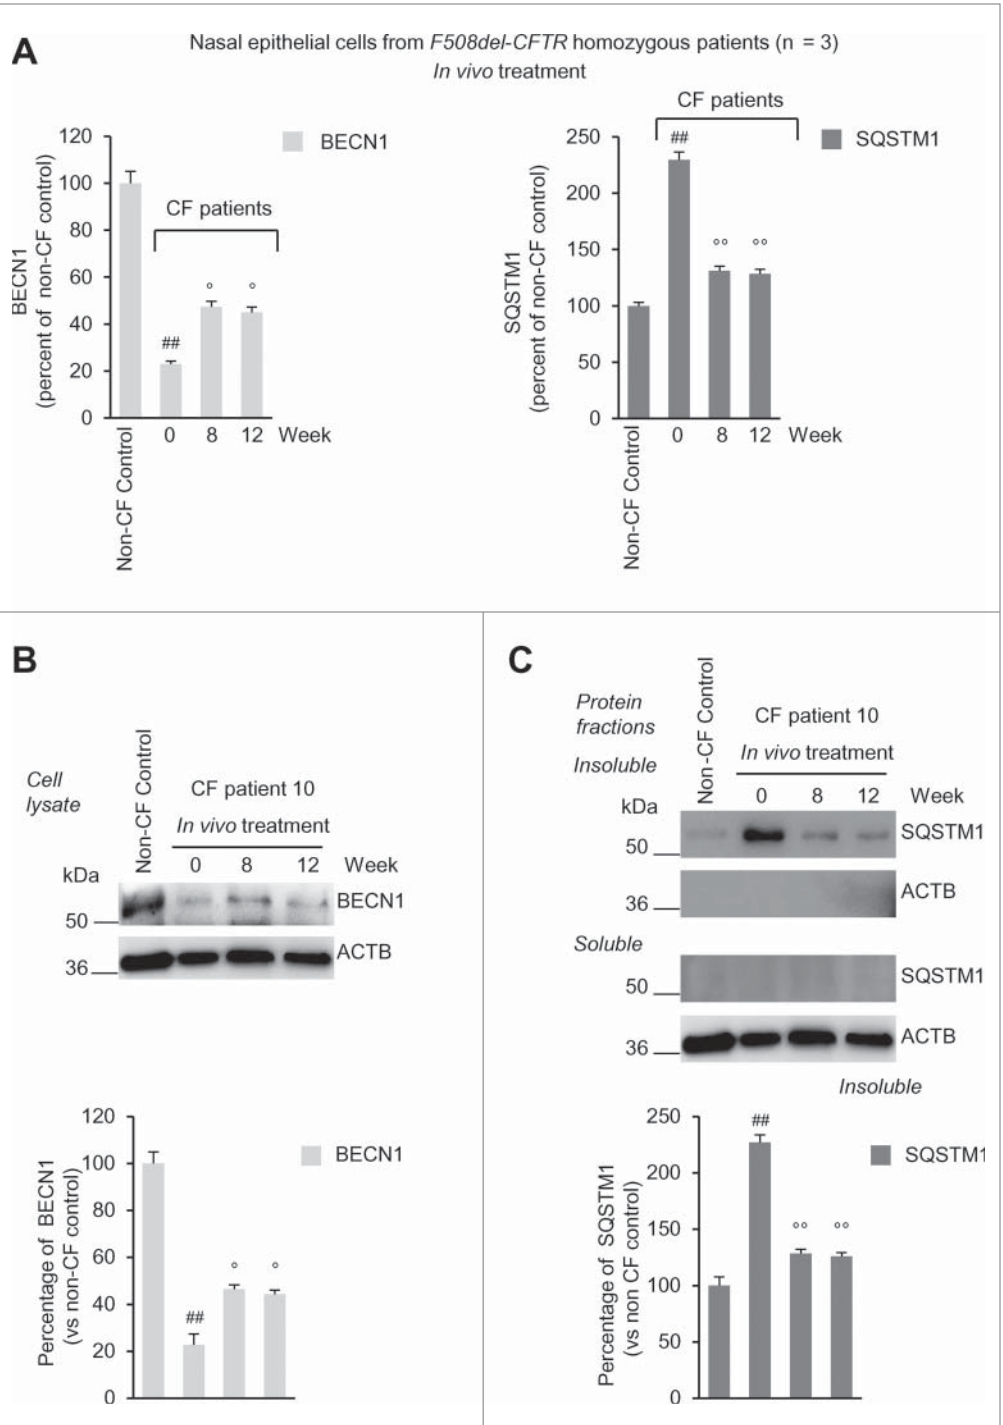 A
Nasal epithelial cells from F508del-CFTR homozygous patients (n = 3)
In vivo treatment
BECN1
(percent of non-CF control)
120
100
80
60
40
20
0
BECN1
CF patients
##
°
°
0 8 12 Week
Non-CF Control
SQSTM1
(percent of non-CF control)
250
200
150
100
50
0
CF patients
SQSTM1
##
°°
°°
0 8 12 Week
Non-CF Control
B
Cell
lysate
Non-CF Control
CF patient 10
In vivo treatment
0 8 12 Week
kDa
50
BECN1
36
ACTB
Percentage of BECN1
(vs non-CF control)
120
100
80
60
40
20
0
BECN1
##
°
°
C
Protein
fractions
Insoluble
Non-CF Control
CF patient 10
In vivo treatment
0 8 12 Week
kDa
50
SQSTM1
36
ACTB
Soluble
50
SQSTM1
36
ACTB
Insoluble
Percentage of SQSTM1
(vs non CF control)
250
200
150
100
50
0
SQSTM1
##
°°
°°